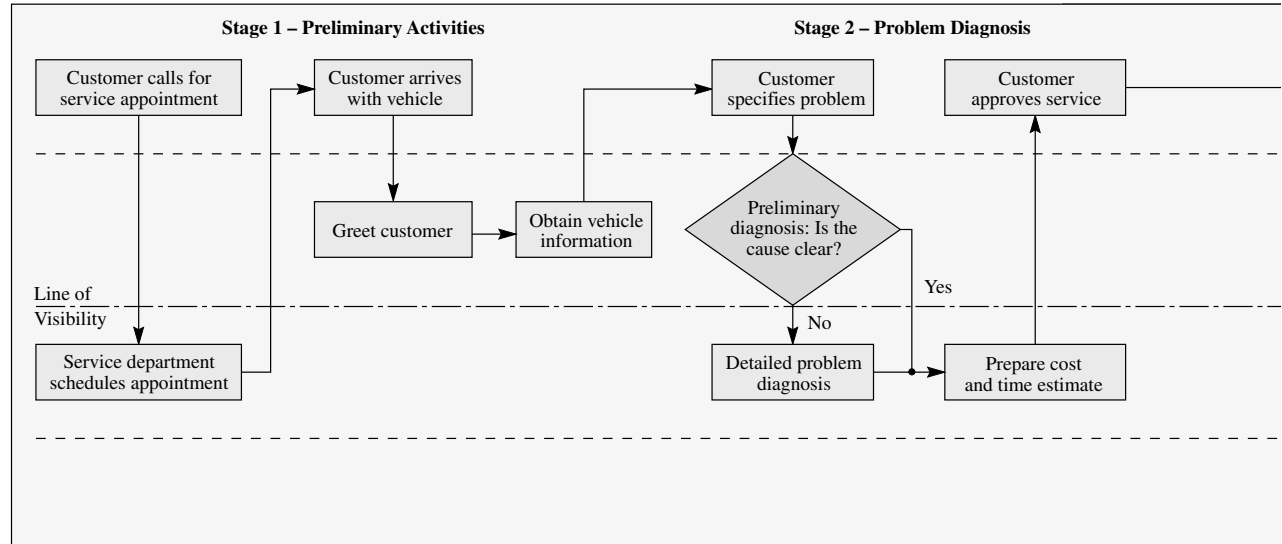 Stage 1 – Preliminary Activities
Stage 2 – Problem Diagnosis
Customer calls for
service appointment
Customer arrives
with vehicle
Customer
specifies problem
Customer
approves service
Greet customer
Obtain vehicle
information
Preliminary
diagnosis: Is the
cause clear?
Yes
Line of
Visibility
No
Service department
schedules appointment
Detailed problem
diagnosis
Prepare cost
and time estimate